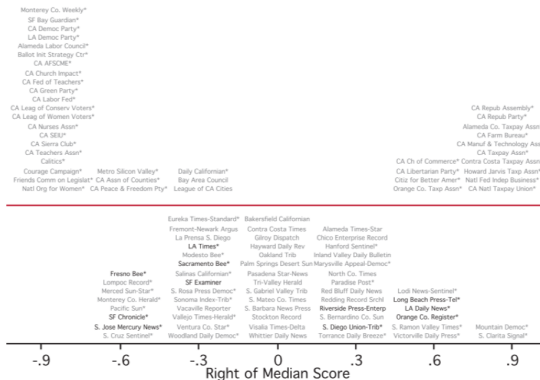 Monterey Co. Weekly*
SF Bay Guardian*
CA Democ Party*
LA Democ Party*
Alameda Labor Council*
Ballot Init Strategy Ctr*
CA AFSCME*
CA Church Impact*
CA Fed of Teachers*
CA Green Party*
CA Labor Fed*
CA Leag of Conserv Voters*
CA Repub Assembly*
CA Leag of Women Voters*
CA Repub Party*
CA Nurses Assn*
Alameda Co. Taxpay Assn
CA SEIU*
CA Farm Bureau*
CA Sierra Club*
CA Manuf & Technology Ass
CA Teachers Assn*
CA Taxpay Assn*
Calitics*
CA Ch of Commerce* Contra Costa Taxpay Assn
Courage Campaign* Metro Silicon Valley* Daily Californian* CA Libertarian Party* Howard Jarvis Taxp Assn*
Friends Comm on Legislat* CA Assn of Counties* Bay Area Council Citiz for Better Amer* Natl Fed Indep Business*
Natl Org for Women* CA Peace & Freedom Pty* League of CA Cities Orange Co. Taxp Assn* CA Natl Taxpay Union*
Eureka Times-Standard* Bakersfield Californian
Fremont-Newark Argus Contra Costa Times Alameda Times-Star
La Prensa S. Diego Gilroy Dispatch Chico Enterprise Record
LA Times* Hayward Daily Rev Hanford Sentinel*
Modesto Bee* Oakland Trib Inland Valley Daily Bulletin
Sacramento Bee* Palm Springs Desert Sun Marysville Appeal-Democ*
Fresno Bee* Salinas Californian* Pasadena Star-News North Co. Times
Lompoc Record* SF Examiner Tri-Valley Herald Paradise Post*
Merced Sun-Star* S. Rosa Press Democ* S. Gabriel Valley Trib Red Bluff Daily News Lodi News-Sentinel*
Monterey Co. Herald* Sonoma Index-Trib* S. Mateo Co. Times Redding Record Srchl Long Beach Press-Tel*
Pacific Sun* Vacaville Reporter S. Barbara News Press Riverside Press-Enterp LA Daily News*
SF Chronicle* Vallejo Times-Herald* Stockton Record S. Bernardino Co. Sun Orange Co. Register*
S. Jose Mercury News* Ventura Co. Star* Visalia Times-Delta S. Diego Union-Trib* S. Ramon Valley Times* Mountain Democ*
S. Cruz Sentinel* Woodland Daily Democ* Whittier Daily News Torrance Daily Breeze* Victorville Daily Press* S. Clarita Signal*
-.9 -.6 -.3 0 .3 .6 .9
Right of Median Score